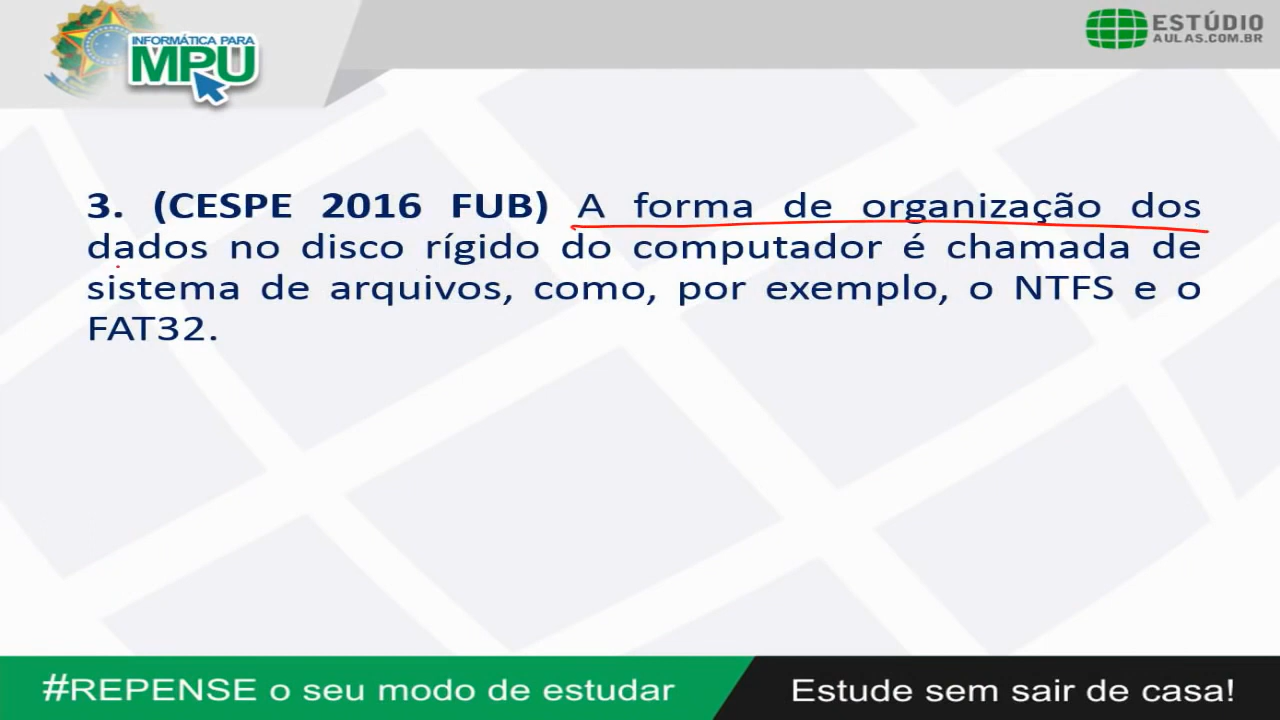 INFORMÁTICA PARA
MPU
ESTÚDIO
AULAS.COM.BR
3. (CESPE 2016 FUB) A forma de organização dos
dados no disco rígido do computador é chamada de
sistema de arquivos, como, por exemplo, o NTFS e o
FAT32.
#REPENSE o seu modo de estudar
Estude sem sair de casa!